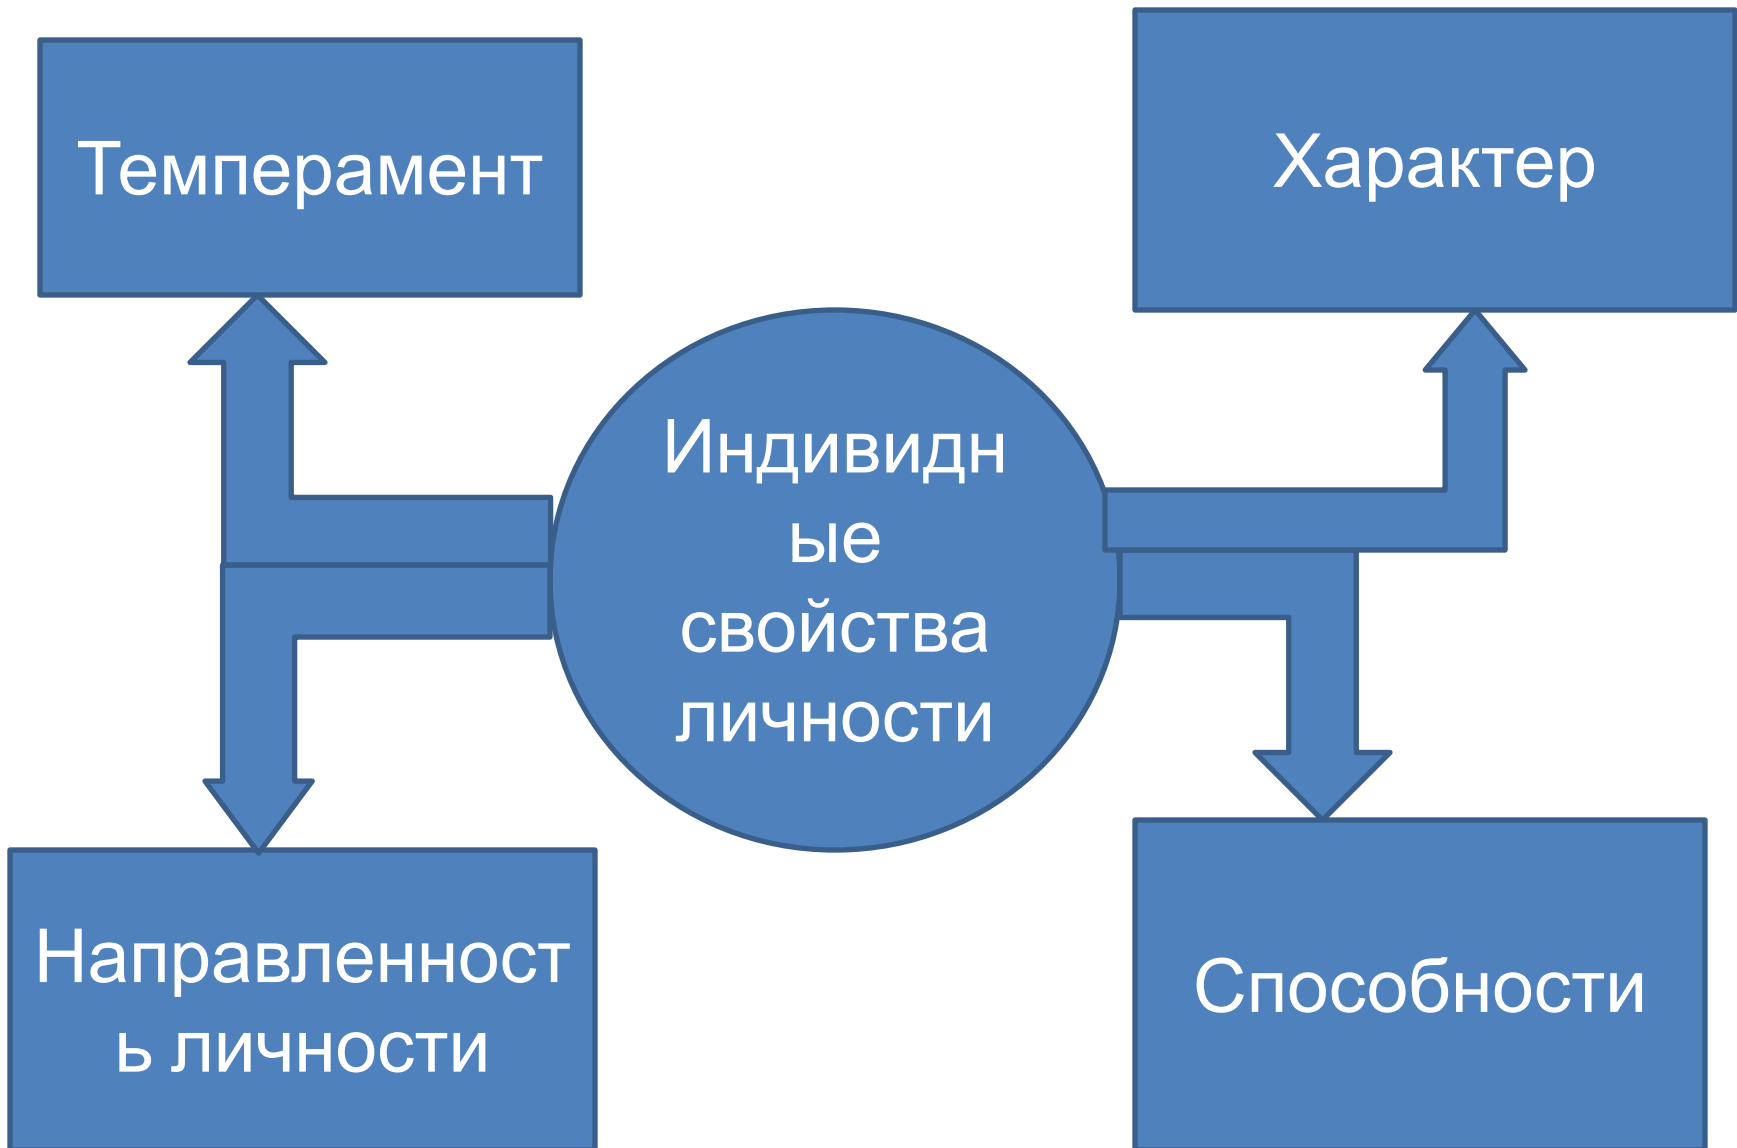 Темперамент
Характер
Индивидн
ые
свойства
личности
Направленност
ь личности
Способности